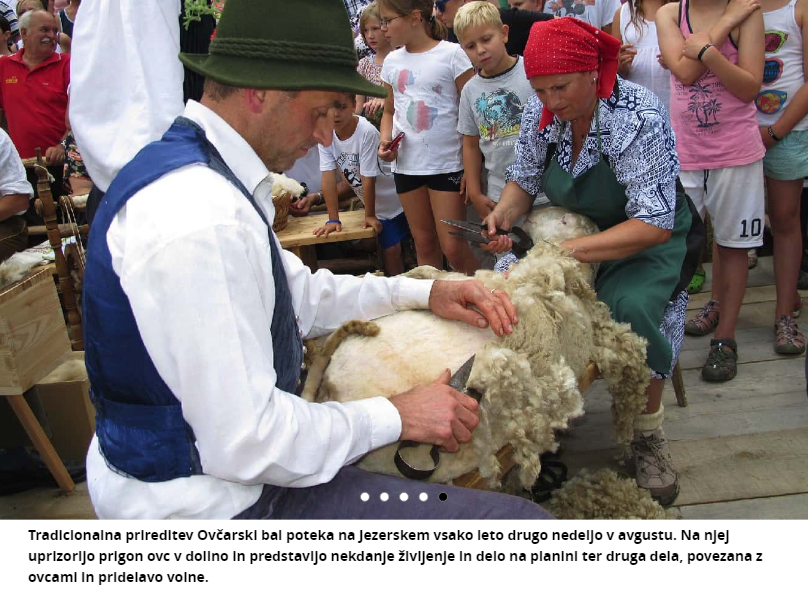 10
Tradicionalna prireditev Ovčarski bal poteka na Jezerskem vsako leto drugo nedeljo v avgustu. Na njej
uprizorijo prigon ovc v dolino in predstavijo nekdanje življenje in delo na planini ter druga dela, povezana z
ovcami in pridelavo volne.